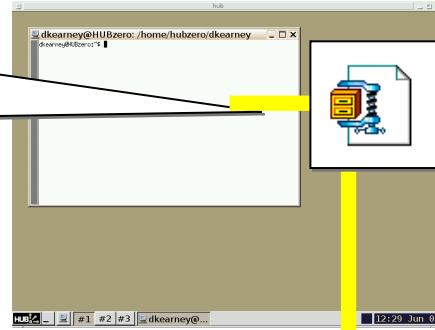 hub
dkearney@HUBzero: /home/hubzero/dkearney
dkearney@HUBzero:~$
HUB #1 #2 #3 dkearney@... 12:29 Jun 0